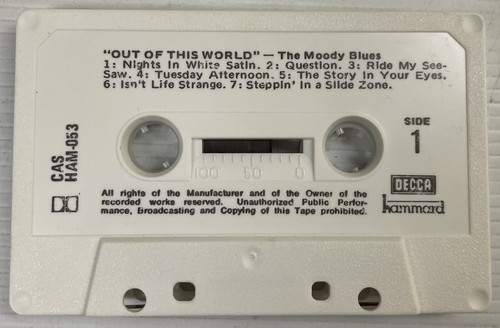 "OUT OF THIS WORLD" — The Moody Blues
1: Nights In White Satin. 2: Question. 3: Ride My See-
Saw. 4: Tuesday Afternoon. 5: The Story In Your Eyes.
6: Isn't Life Strange. 7: Steppin' In a Slide Zone.
SIDE
1
CAS
HAM-053
100 50 0
All rights of the Manufacturer and of the Owner of the
recorded works reserved. Unauthorized Public Perfor-
mance, Broadcasting and Copying of this Tape prohibited.
DECCA
hammard